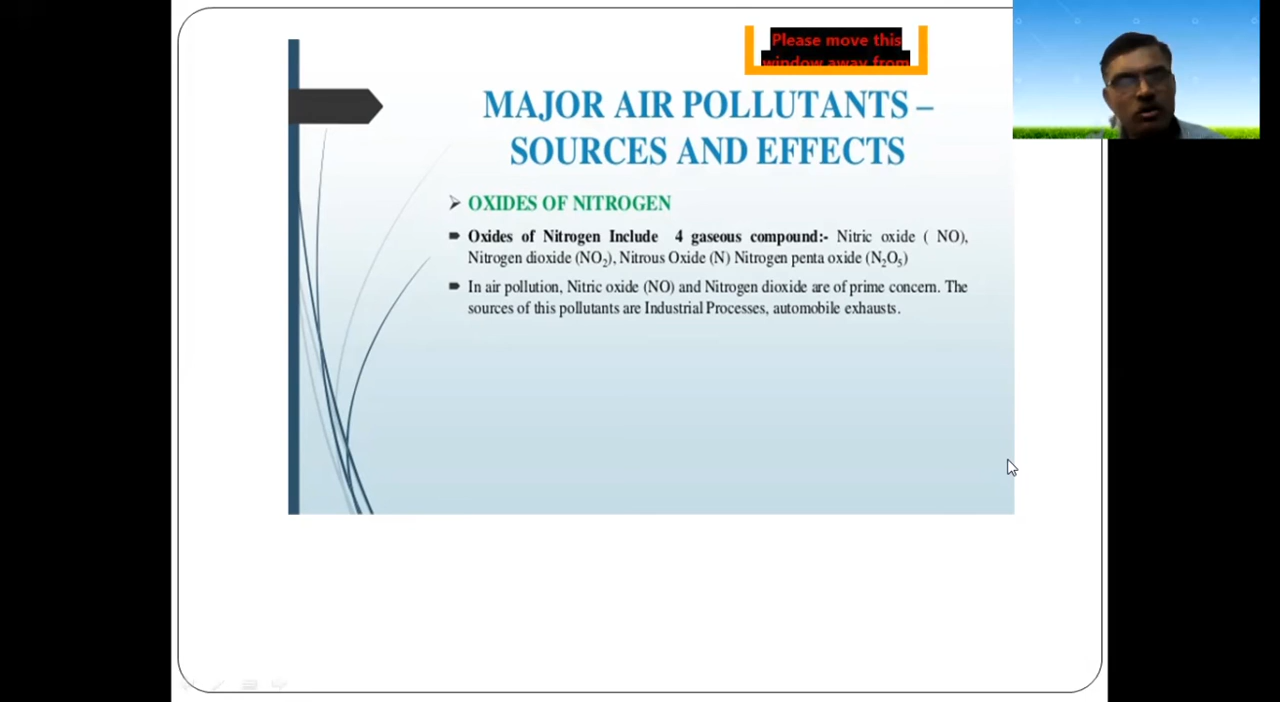 Please move this
window away from
MAJOR AIR POLLUTANTS –
SOURCES AND EFFECTS
➢ OXIDES OF NITROGEN
Oxides of Nitrogen Include 4 gaseous compound:- Nitric oxide ( NO),
Nitrogen dioxide (NO₂), Nitrous Oxide (N) Nitrogen penta oxide (N₂O₅)
In air pollution, Nitric oxide (NO) and Nitrogen dioxide are of prime concern. The
sources of this pollutants are Industrial Processes, automobile exhausts.